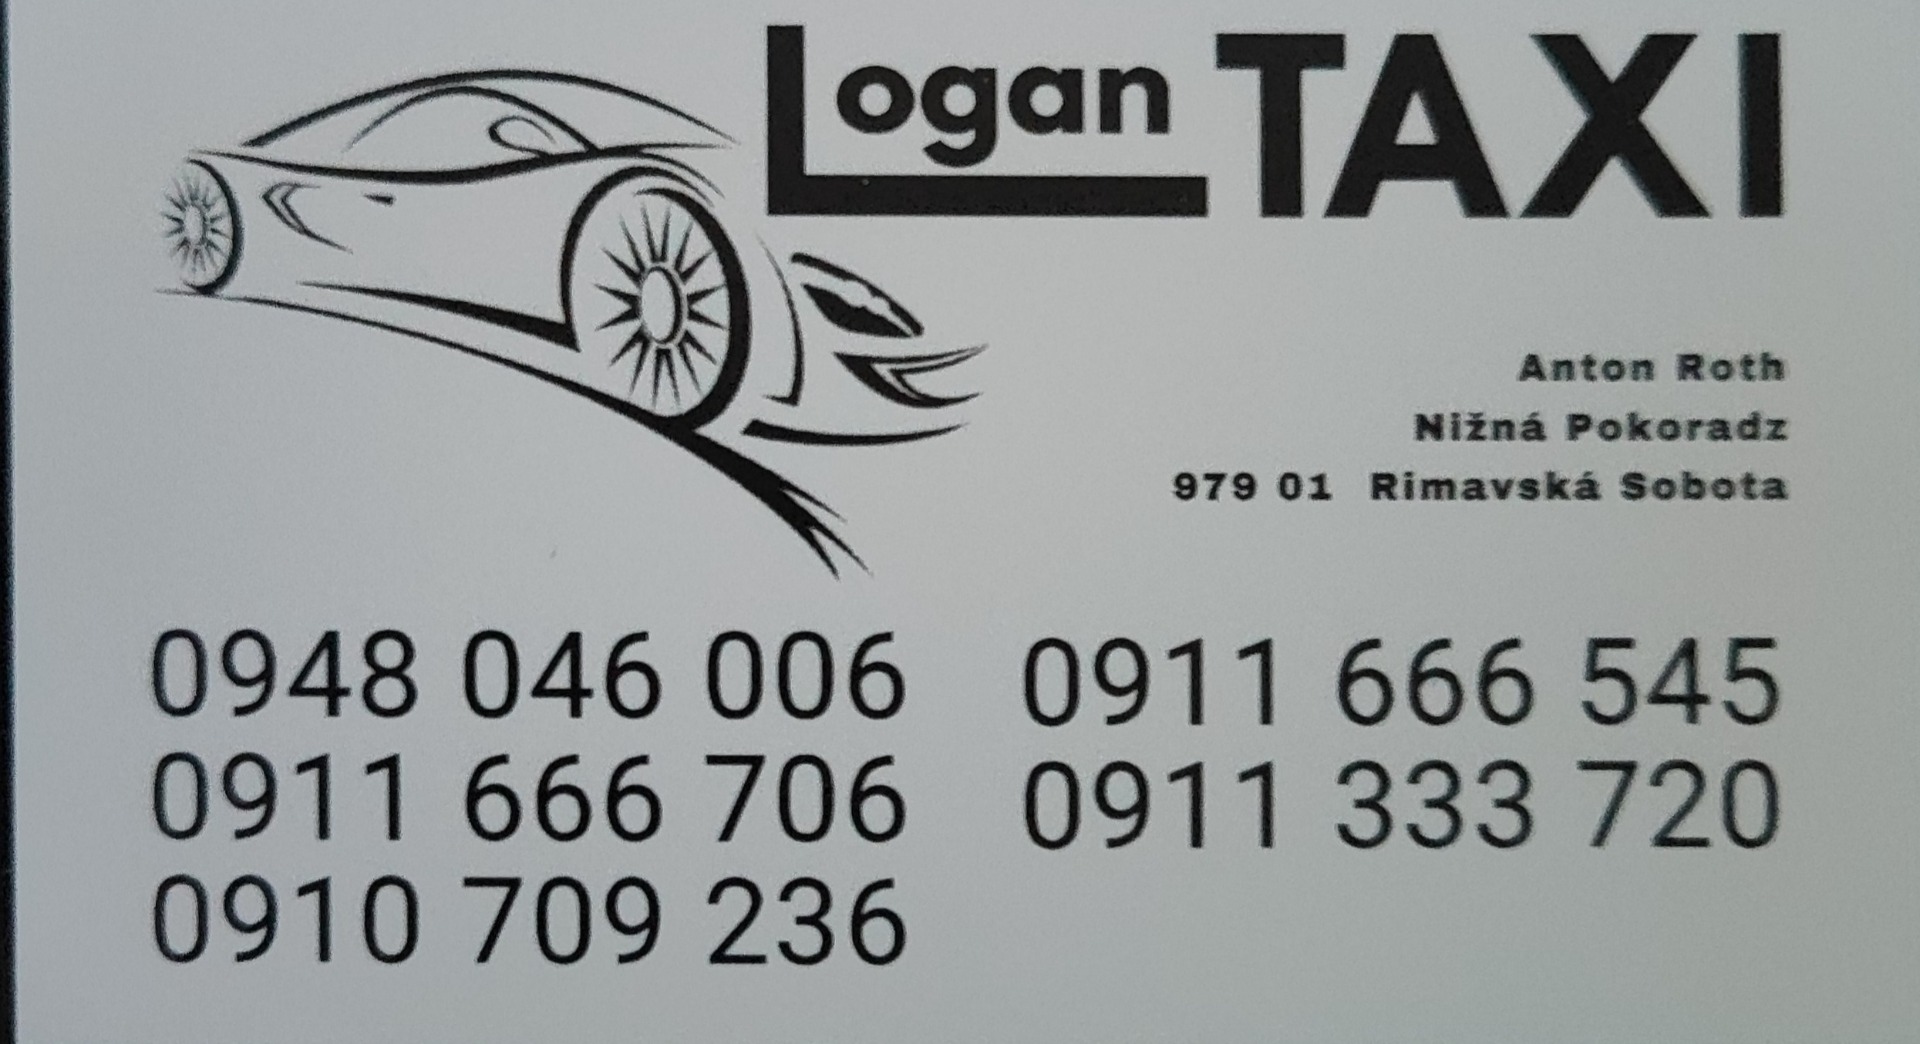 Logan TAXI
Anton Roth
Nižná Pokoradz
979 01 Rimavská Sobota
0948 046 006 0911 666 545
0911 666 706 0911 333 720
0910 709 236